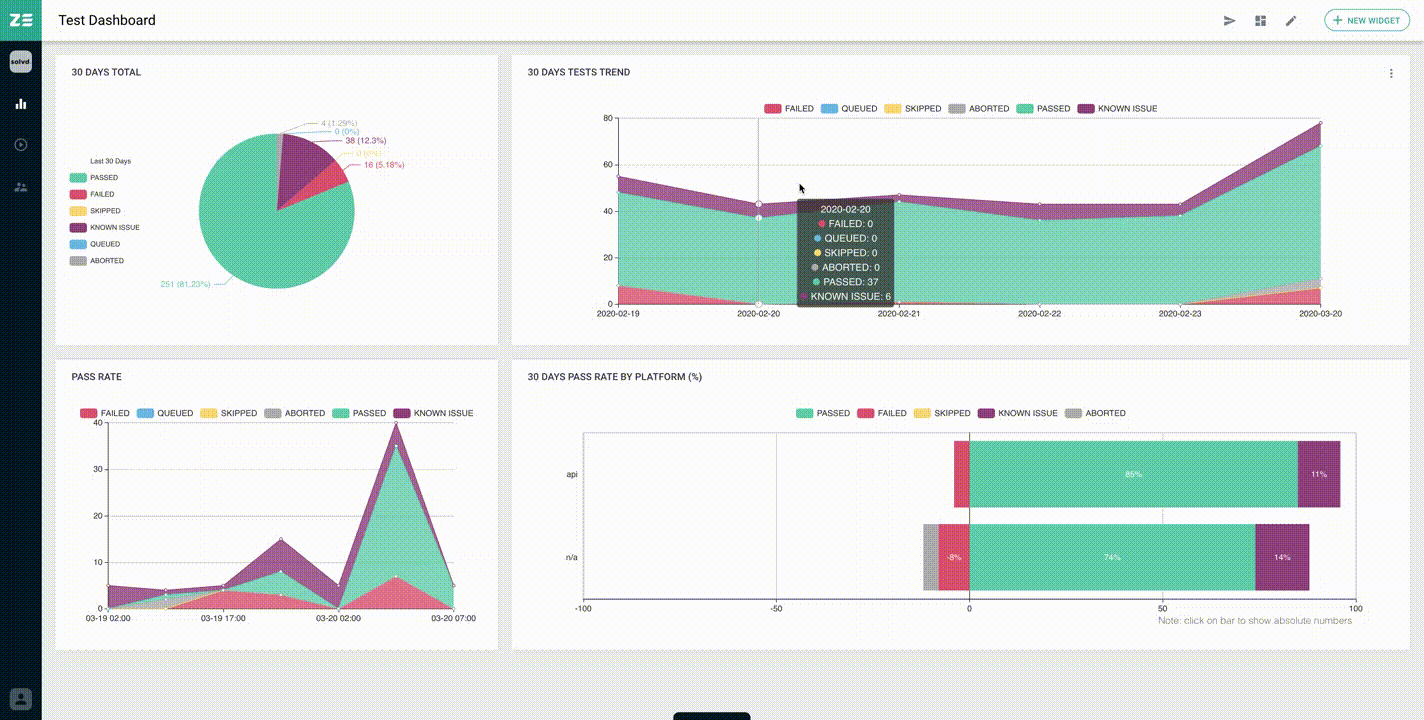 ZE
Test Dashboard
NEW WIDGET
solvd
30 DAYS TOTAL
4 (1.29%)
0 (0%)
38 (12.3%)
16 (5.18%)
Last 30 Days
PASSED
FAILED
SKIPPED
KNOWN ISSUE
QUEUED
ABORTED
251 (81.23%)
30 DAYS TESTS TREND
FAILED QUEUED SKIPPED ABORTED PASSED KNOWN ISSUE
80
60
40
20
0
2020-02-20
FAILED: 0
QUEUED: 0
SKIPPED: 0
ABORTED: 0
PASSED: 37
KNOWN ISSUE: 6
2020-02-19 2020-02-20 2020-02-21 2020-02-22 2020-02-23 2020-03-20
PASS RATE
FAILED QUEUED SKIPPED ABORTED PASSED KNOWN ISSUE
40
30
20
10
0
03-19 02:00 03-19 17:00 03-20 02:00 03-20 07:00
30 DAYS PASS RATE BY PLATFORM (%)
PASSED FAILED SKIPPED KNOWN ISSUE ABORTED
api 85% 11%
n/a -8% 74% 14%
-100 -50 0 50 100
Note: click on bar to show absolute numbers